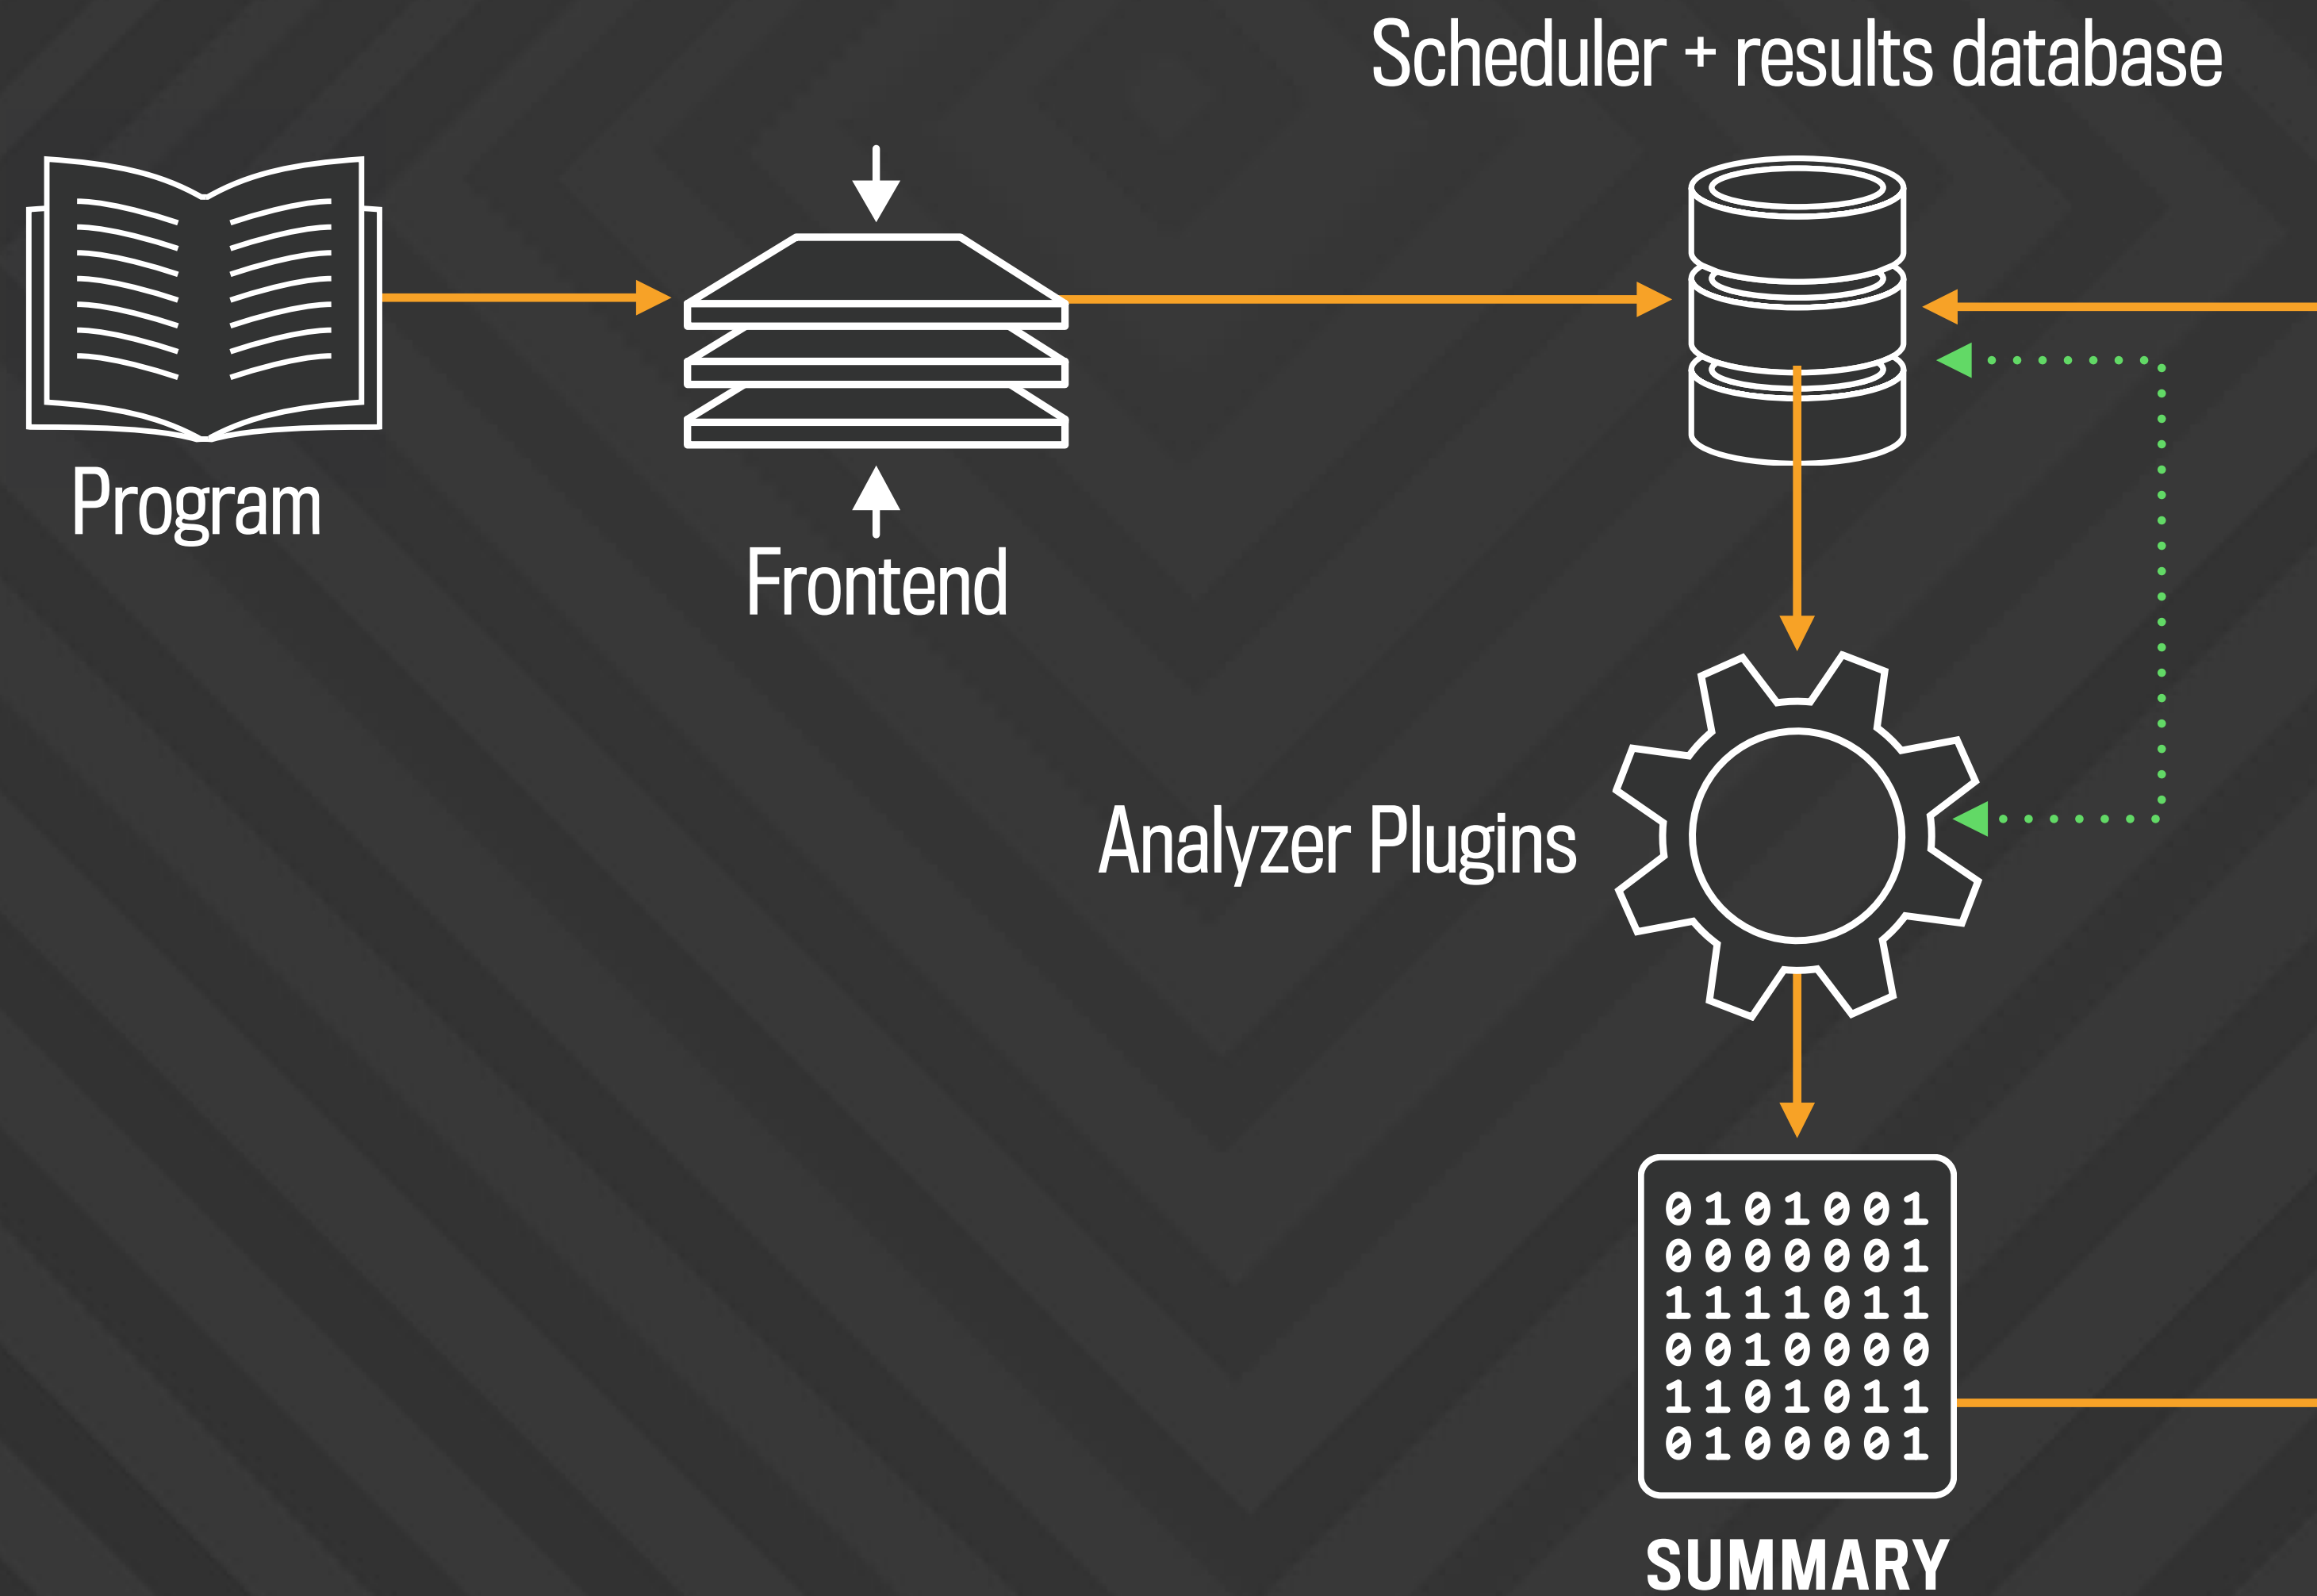 Scheduler + results database
Program
Frontend
Analyzer Plugins
0101001
0000001
1111011
0010000
1101011
0100001
SUMMARY